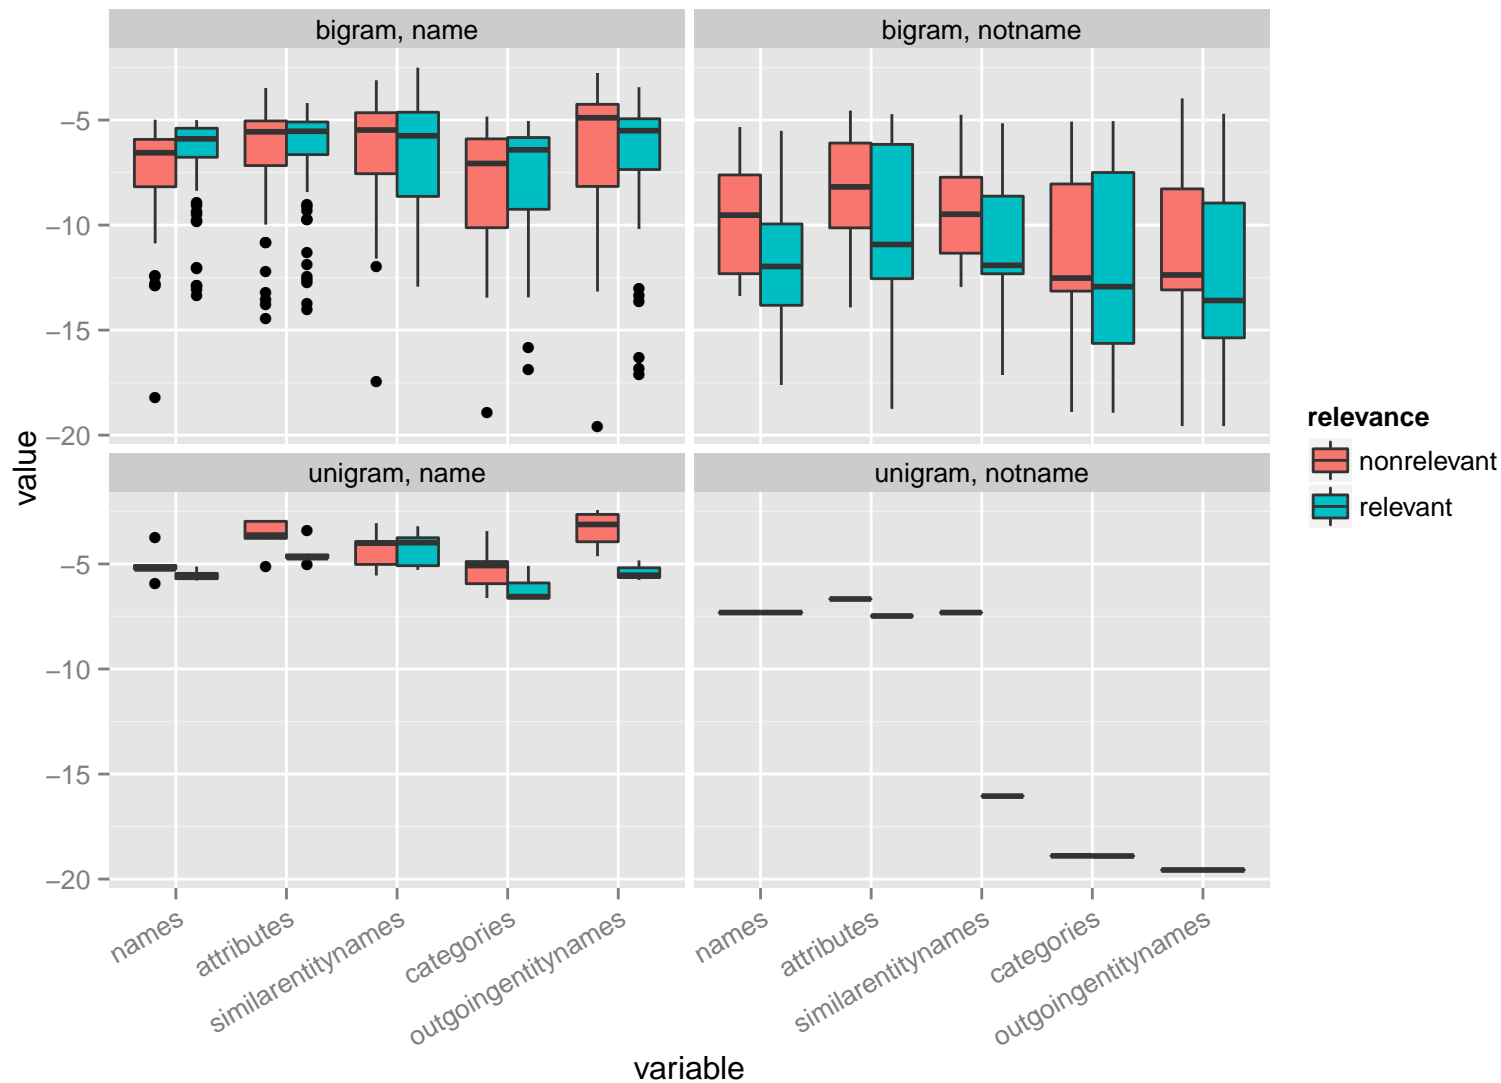 bigram, name
bigram, notname
−5
−10
−15
−20
unigram, name
unigram, notname
−5
−10
−15
−20
value
names
attributes
similarentitynames
categories
outgoingentitynames
names
attributes
similarentitynames
categories
outgoingentitynames
variable
relevance
nonrelevant
relevant